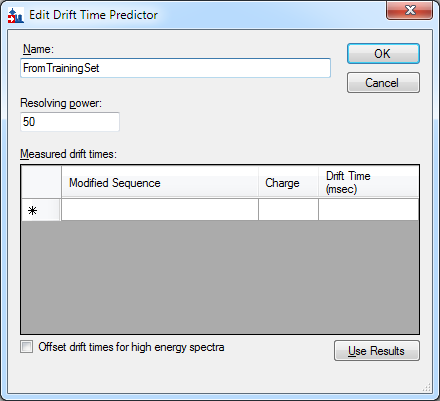 Edit Drift Time Predictor
Name:
FromTrainingSet
OK
Cancel
Resolving power:
50
Measured drift times:
Modified Sequence
Charge
Drift Time
(msec)
Offset drift times for high energy spectra
Use Results